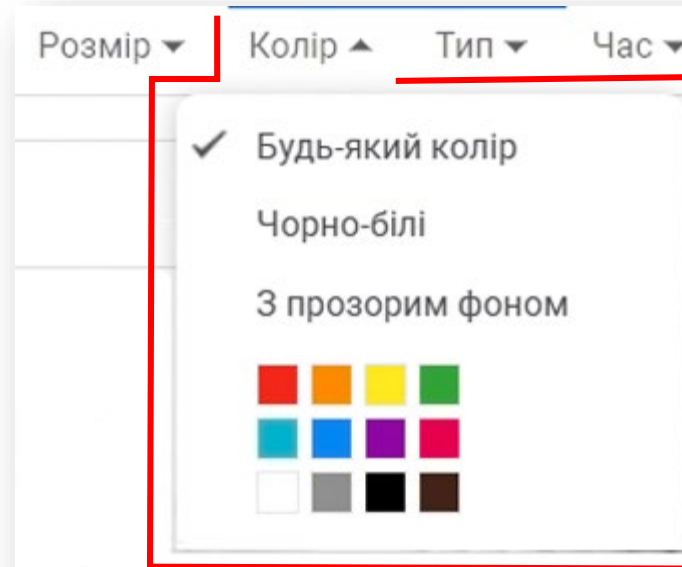 Розмір Колір Тип Час
Будь-який колір
Чорно-білі
З прозорим фоном